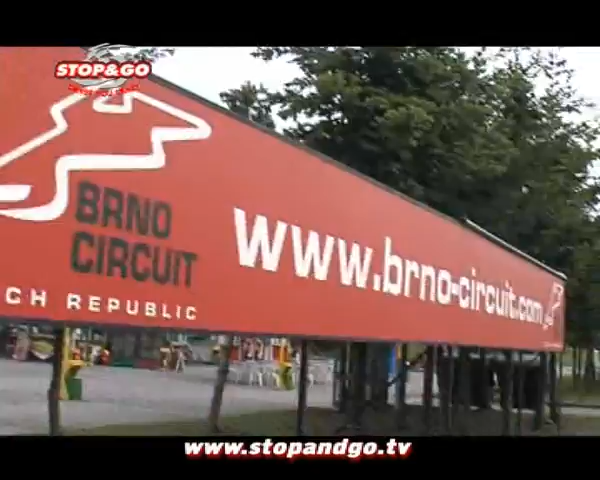 STOP&GO
BRNO
CIRCUIT
CH REPUBLIC
www.brno-circuit.com
www.stopandgo.tv